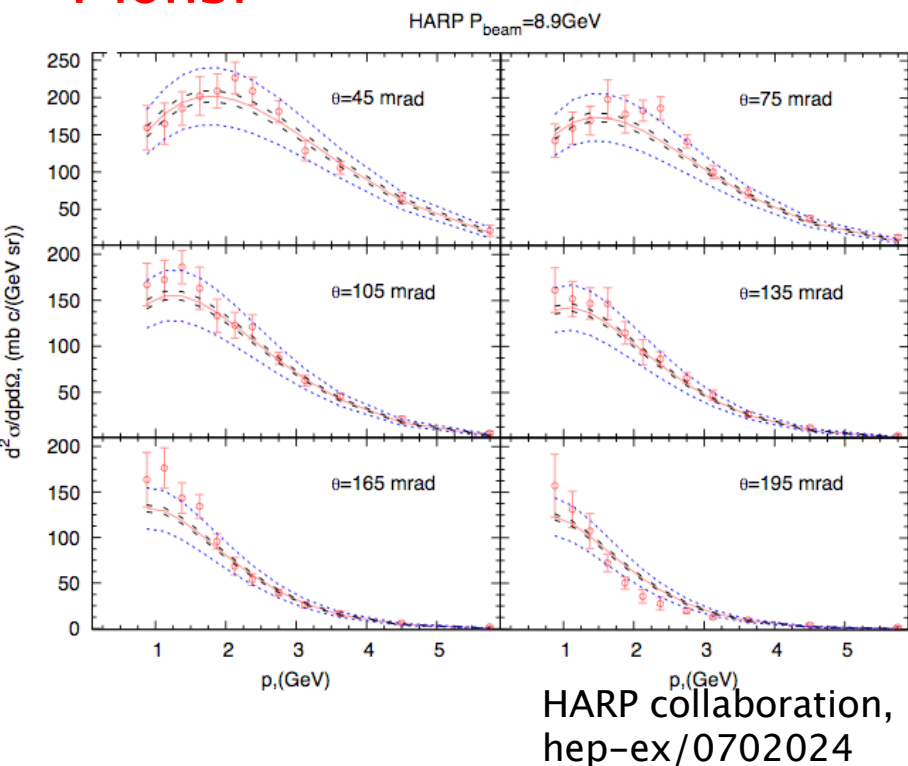 HARP P_beam=8.9GeV
d² σ/dpdΩ, (mb c/(GeV sr))
250
200
150
100
50
θ=45 mrad
θ=75 mrad
200
150
100
50
θ=105 mrad
θ=135 mrad
200
150
100
50
0
θ=165 mrad
θ=195 mrad
1 2 3 4 5
1 2 3 4 5
p,(GeV)
p,(GeV)
HARP collaboration,
hep-ex/0702024